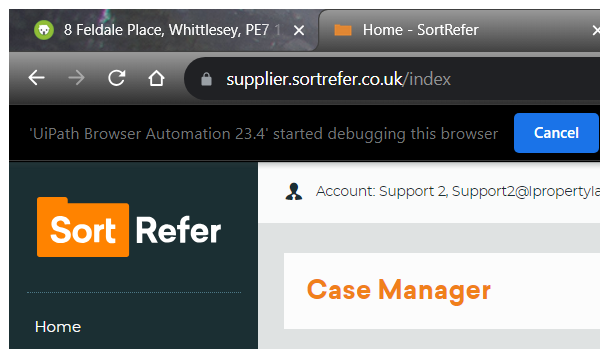 8 Feldale Place, Whittlesey, PE7 1
Home - SortRefer
supplier.sortrefer.co.uk/index
'UiPath Browser Automation 23.4' started debugging this browser
Cancel
Sort Refer
Account: Support 2, Support2@lpropertyla
Case Manager
Home